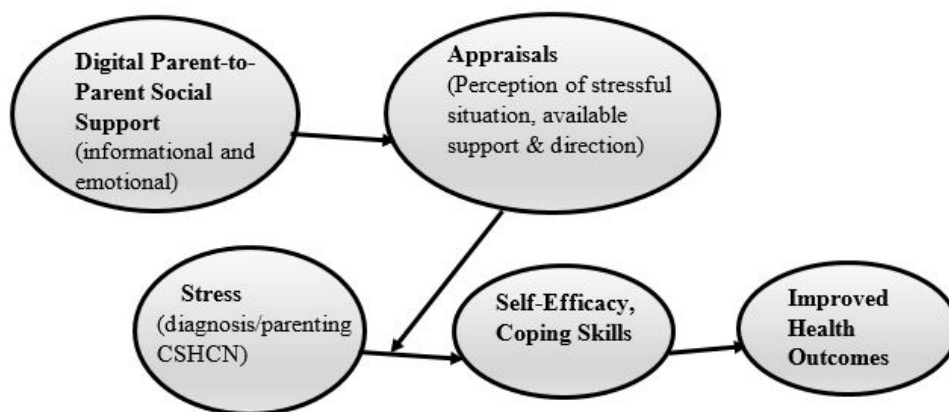 Digital Parent-to-
Parent Social
Support
(informational and
emotional)
Appraisals
(Perception of stressful
situation, available
support & direction)
Stress
(diagnosis/parenting
CSHCN)
Self-Efficacy,
Coping Skills
Improved
Health
Outcomes